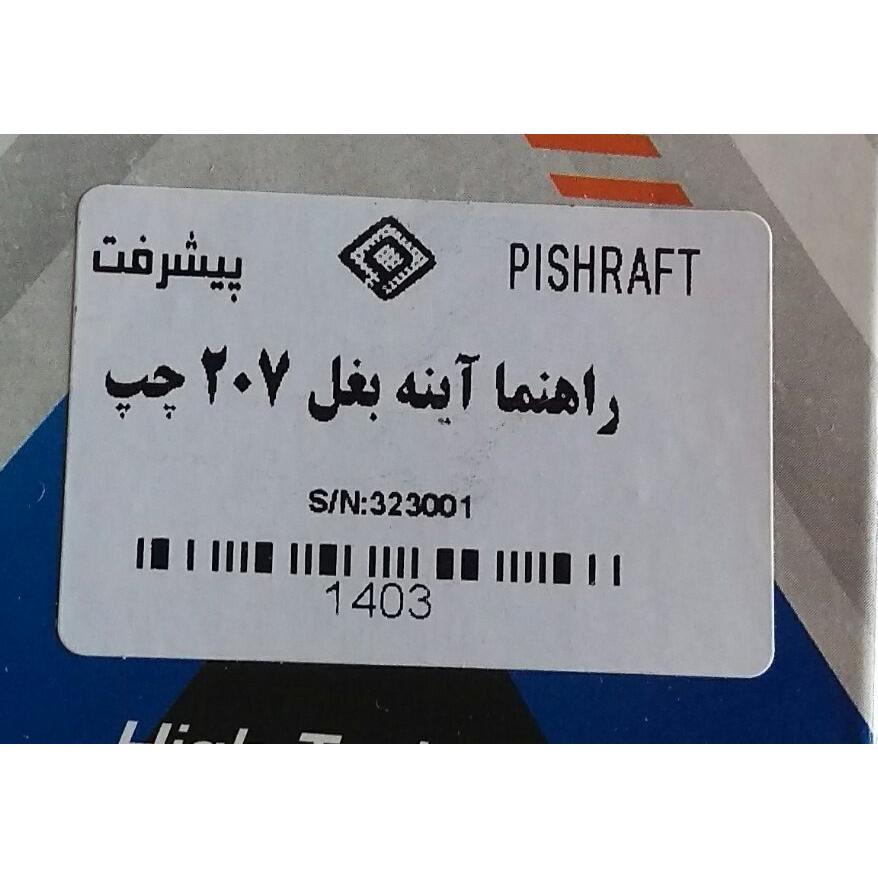 پیشرفت PISHRAFT
راهنما آینه بغل ۲۰۷ چپ
S/N:323001
1403